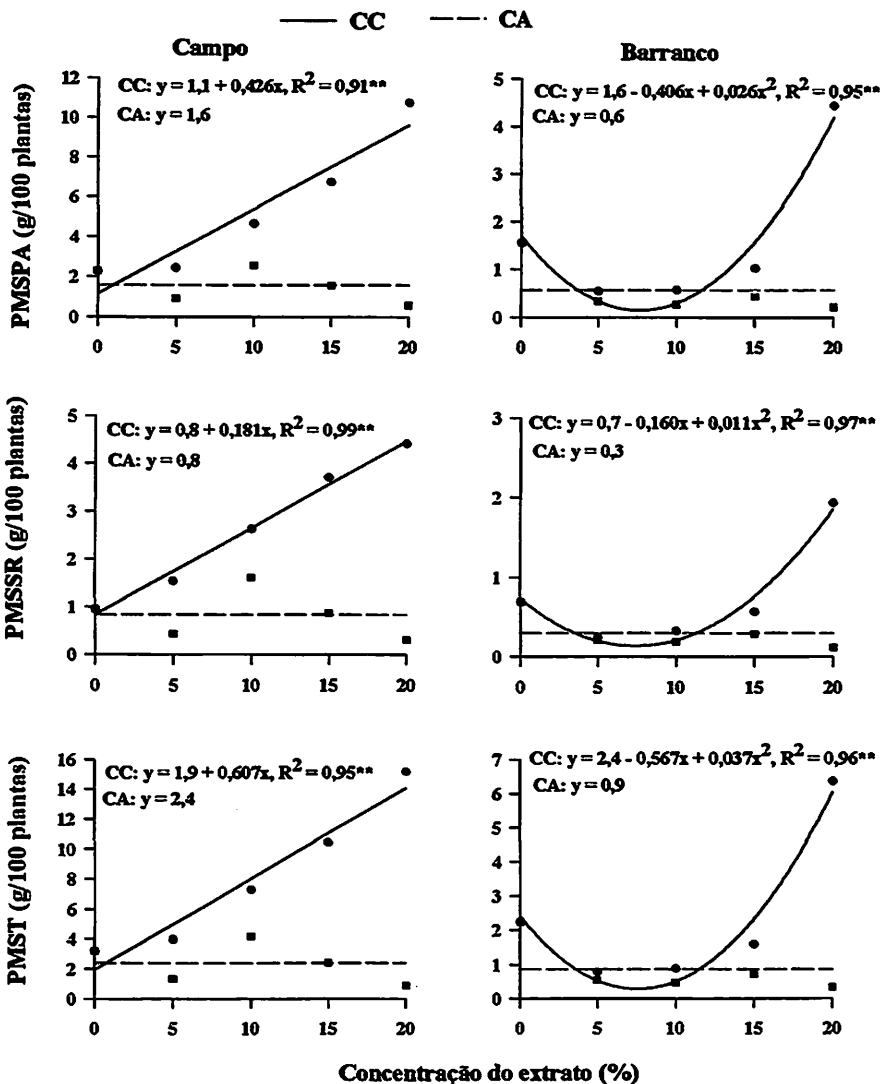 CC CA
Campo
Barranco
PMSPA (g/100 plantas)
12
10
8
6
4
2
0
CC: y = 1,1 + 0,426x, R² = 0,91**
CA: y = 1,6
0 5 10 15 20
5
4
3
2
1
0
CC: y = 1,6 - 0,406x + 0,026x², R² = 0,95**
CA: y = 0,6
0 5 10 15 20
PMSSR (g/100 plantas)
5
4
3
2
1
0
CC: y = 0,8 + 0,181x, R² = 0,99**
CA: y = 0,8
0 5 10 15 20
3
2
1
0
CC: y = 0,7 - 0,160x + 0,011x², R² = 0,97**
CA: y = 0,3
0 5 10 15 20
PMST (g/100 plantas)
16
14
12
10
8
6
4
2
0
CC: y = 1,9 + 0,607x, R² = 0,95**
CA: y = 2,4
0 5 10 15 20
7
6
5
4
3
2
1
0
CC: y = 2,4 - 0,567x + 0,037x², R² = 0,96**
CA: y = 0,9
0 5 10 15 20
Concentração do extrato (%)